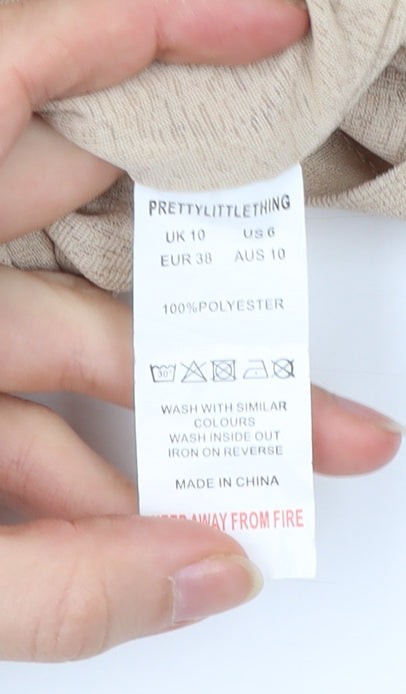 PRETTYLITTLETHING
UK 10 US 6
EUR 38 AUS 10
100%POLYESTER
30°
WASH WITH SIMILAR
COLOURS
WASH INSIDE OUT
IRON ON REVERSE
MADE IN CHINA
AWAY FROM FIRE